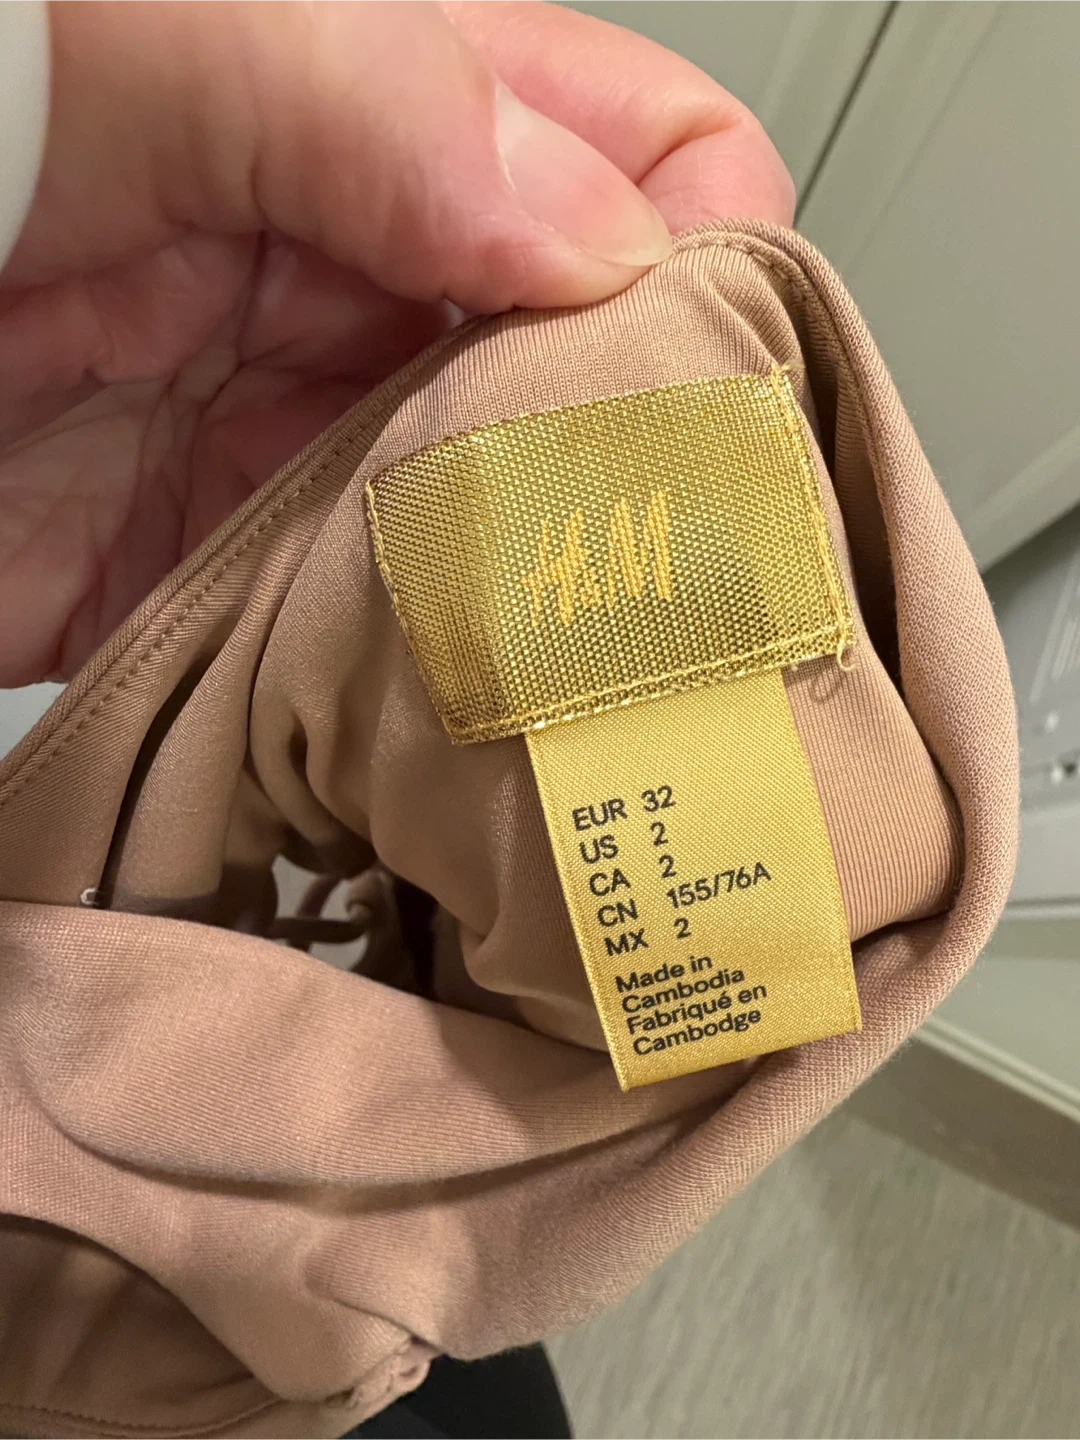 H&M
EUR 32
US 2
CA 2
CN 155/76A
MX 2
Made in
Cambodia
Fabriqué en
Cambodge